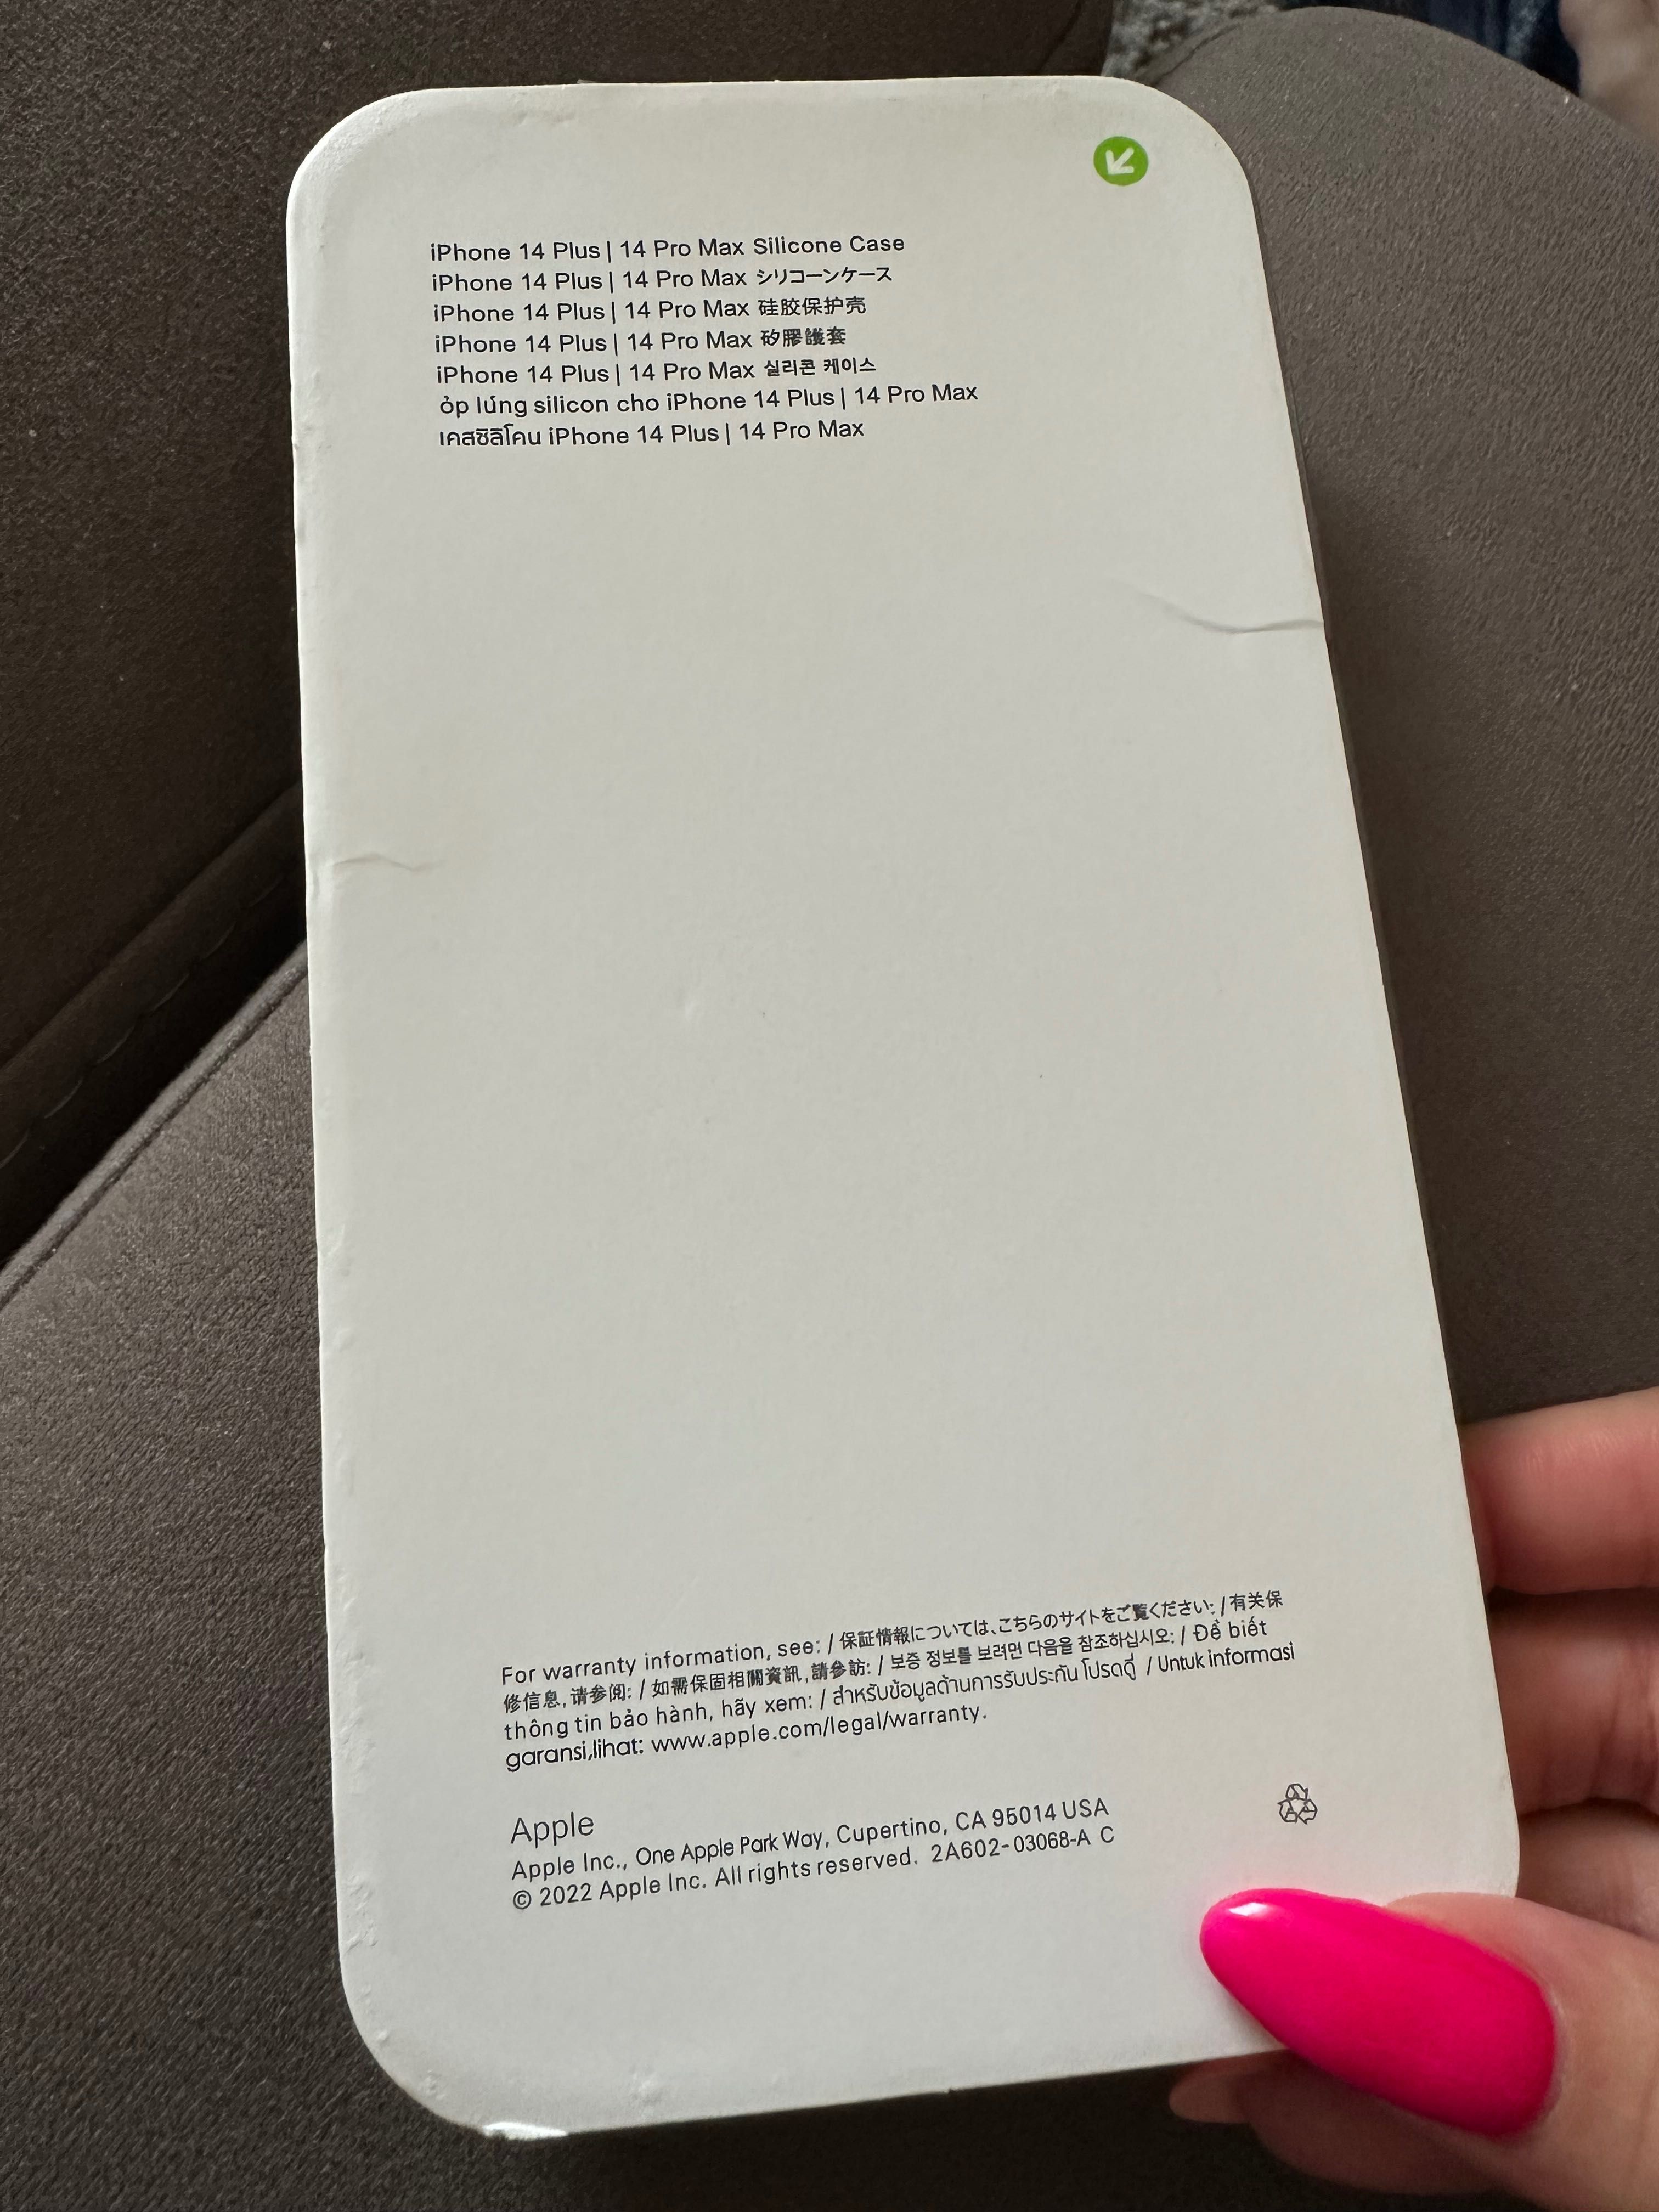 iPhone 14 Plus | 14 Pro Max Silicone Case
iPhone 14 Plus | 14 Pro Max シリコーンケース
iPhone 14 Plus | 14 Pro Max 硅胶保护壳
iPhone 14 Plus | 14 Pro Max 矽膠護套
iPhone 14 Plus | 14 Pro Max 실리콘 케이스
ỏp lưng silicon cho iPhone 14 Plus | 14 Pro Max
เคสซิลิโคน iPhone 14 Plus | 14 Pro Max
For warranty information, see: / 保証情報については、こちらのサイトをご覧ください: / 有关保
修信息,请参阅: / 如需保固相關資訊,請參訪: / 보증 정보를 보려면 다음을 참조하십시오: / Để biết
thông tin bảo hành, hãy xem: / สำหรับข้อมูลด้านการรับประกัน โปรดดู / Untuk informasi
garansi,lihat: www.apple.com/legal/warranty.
Apple
Apple Inc., One Apple Park Way, Cupertino, CA 95014 USA
© 2022 Apple Inc. All rights reserved. 2A602-03068-A C